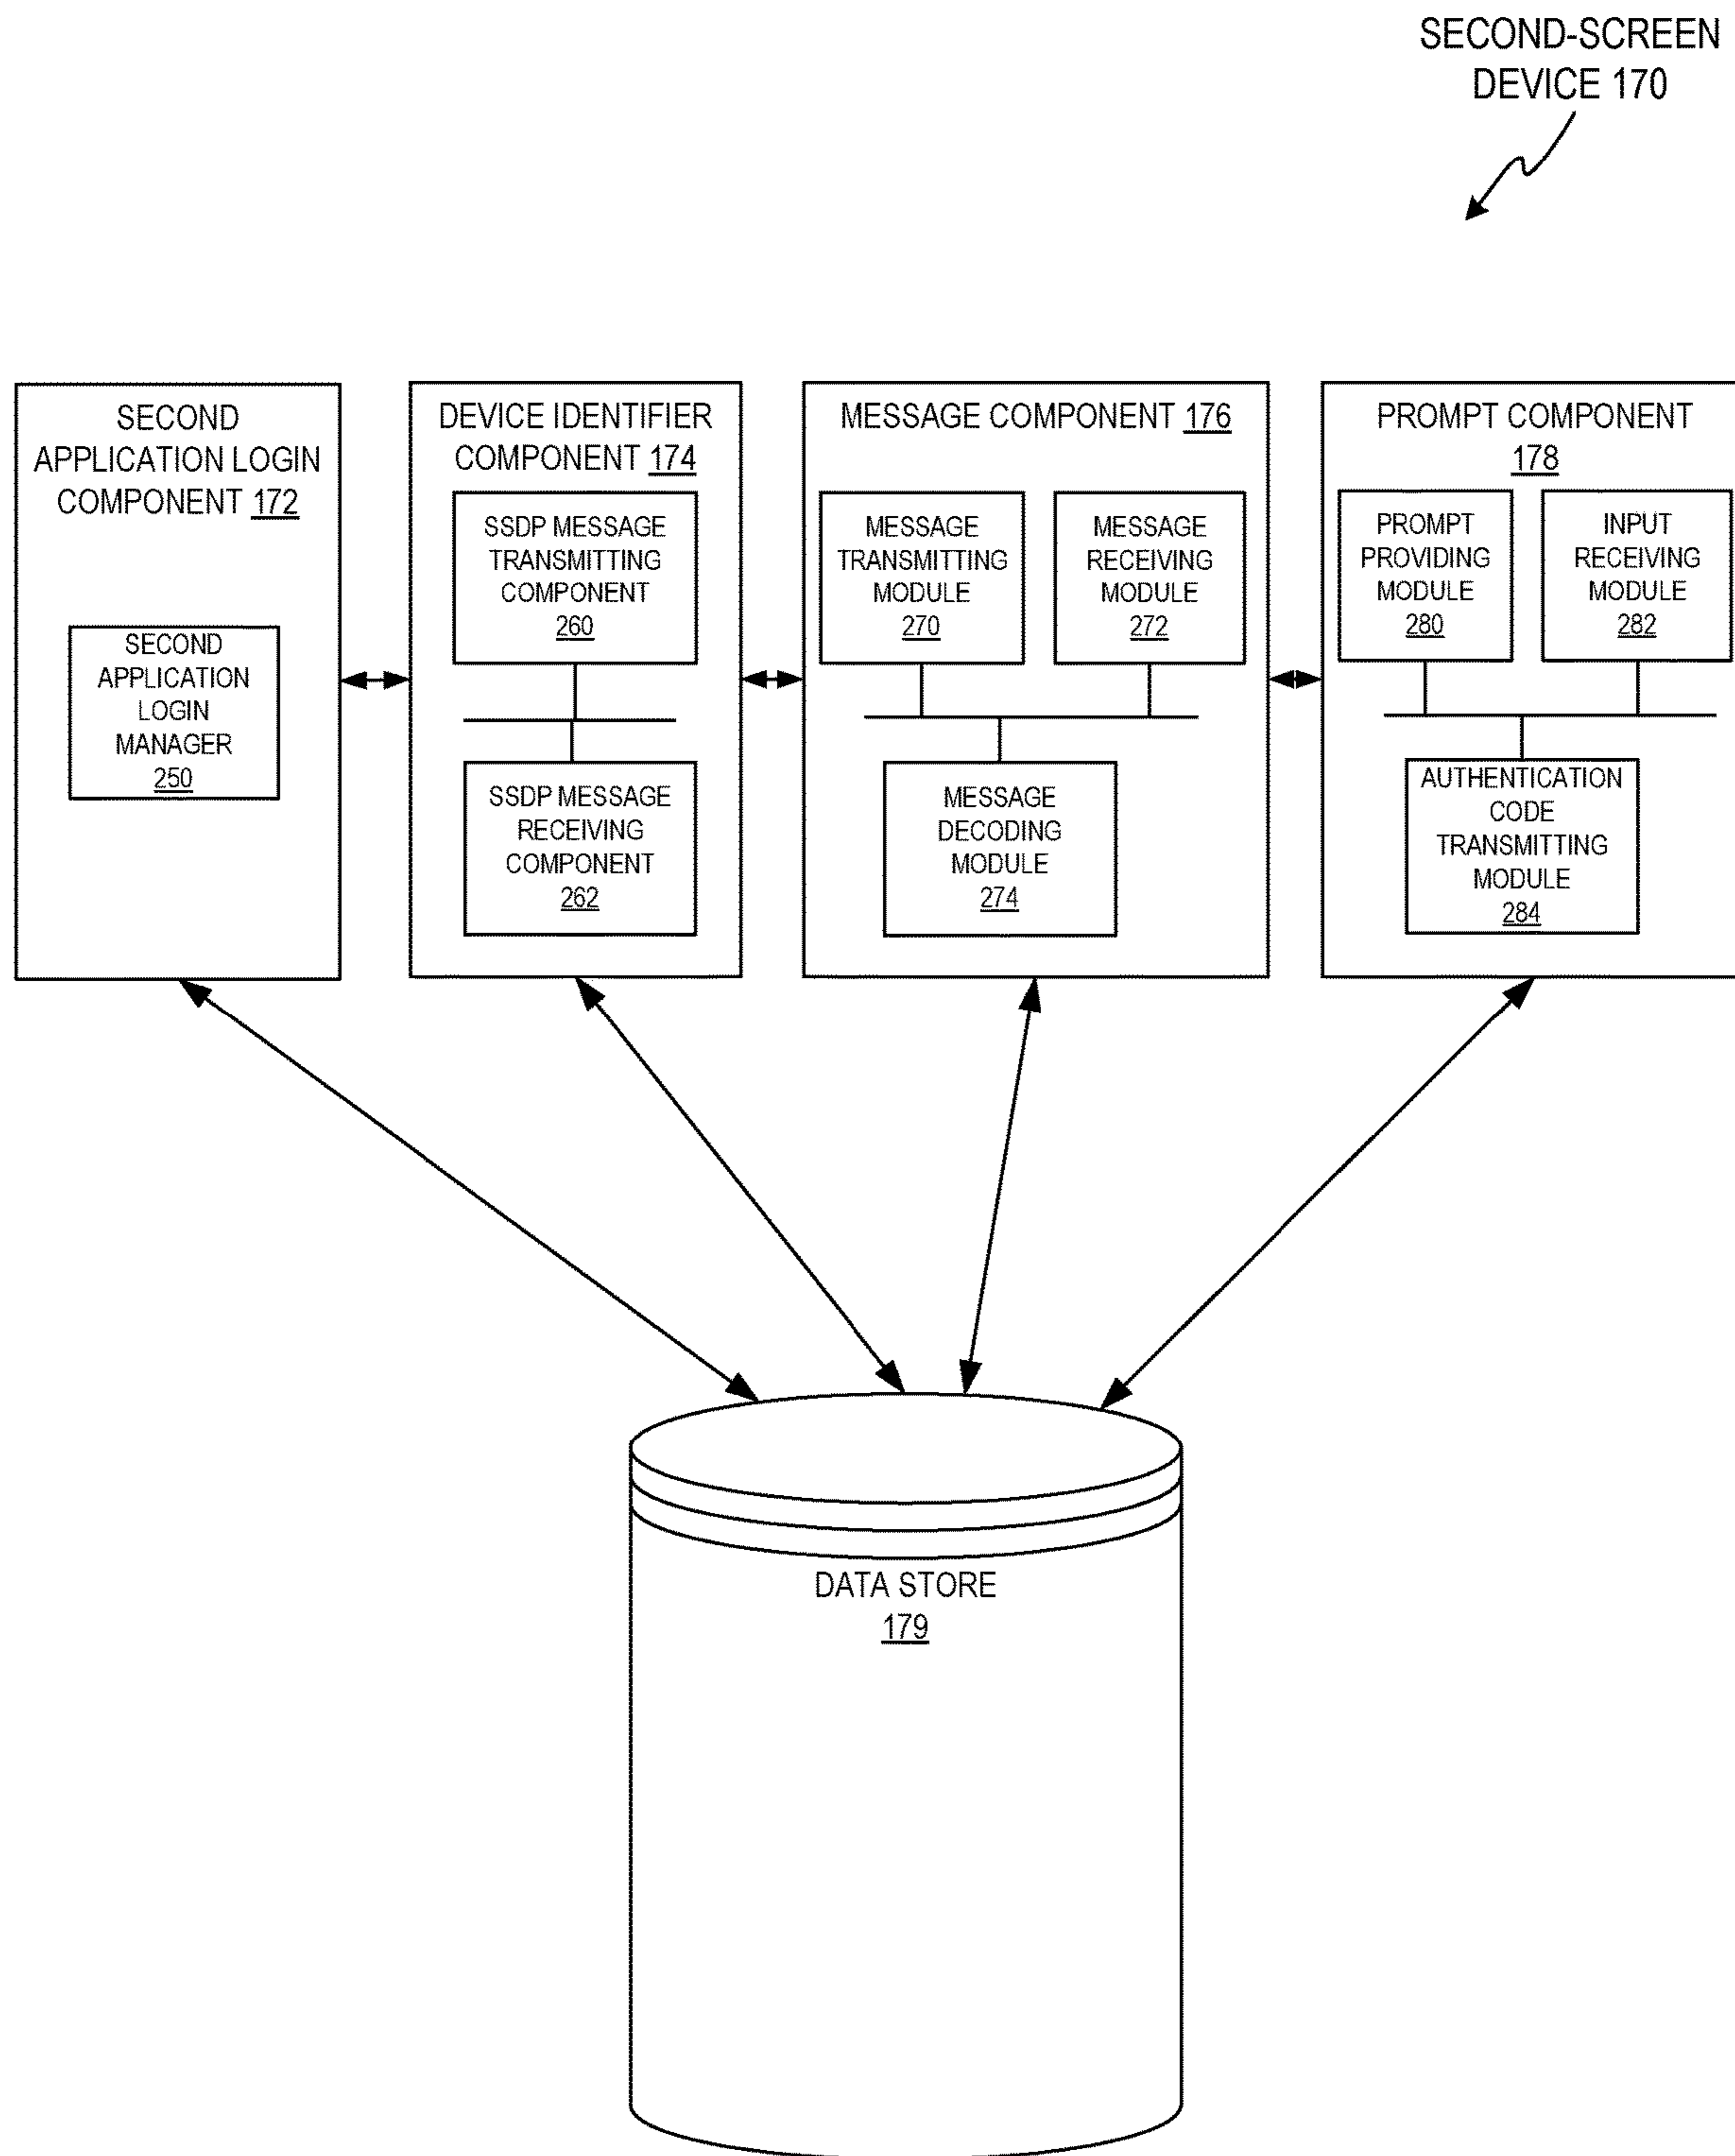 SECOND-SCREEN
DEVICE 170
SECOND
APPLICATION LOGIN
COMPONENT 172
SECOND
APPLICATION
LOGIN
MANAGER
250
DEVICE IDENTIFIER
COMPONENT 174
SSDP MESSAGE
TRANSMITTING
COMPONENT
260
SSDP MESSAGE
RECEIVING
COMPONENT
262
MESSAGE COMPONENT 176
MESSAGE
TRANSMITTING
MODULE
270
MESSAGE
RECEIVING
MODULE
272
MESSAGE
DECODING
MODULE
274
PROMPT COMPONENT
178
PROMPT
PROVIDING
MODULE
280
INPUT
RECEIVING
MODULE
282
AUTHENTICATION
CODE
TRANSMITTING
MODULE
284
DATA STORE
179